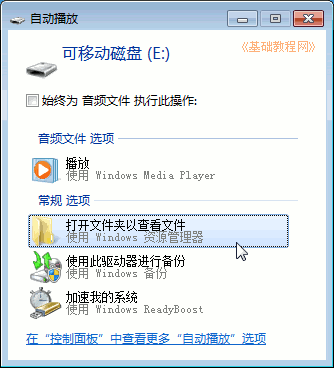 自动播放
可移动磁盘 (E:)
《基础教程网》
始终为 音频文件 执行此操作:
音频文件 选项
播放
使用 Windows Media Player
常规 选项
打开文件夹以查看文件
使用 Windows 资源管理器
使用此驱动器进行备份
使用 Windows 备份
加速我的系统
使用 Windows ReadyBoost
在“控制面板”中查看更多“自动播放”选项